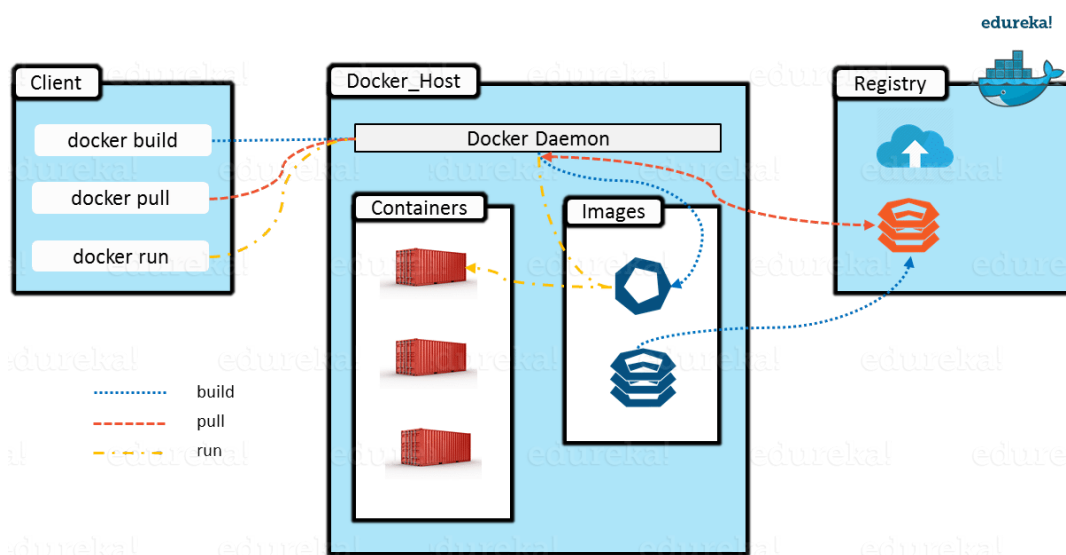 edureka!
Client
Docker_Host
Registry
docker build
Docker Daemon
docker pull
Containers
Images
docker run
build
pull
run